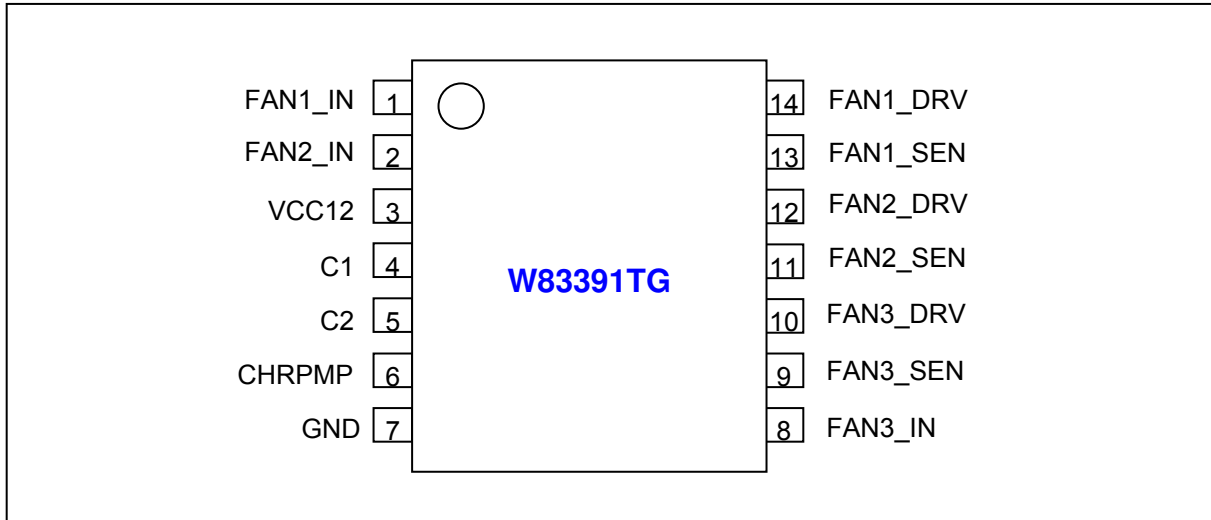 FAN1_IN 1 14 FAN1_DRV
FAN2_IN 2 13 FAN1_SEN
VCC12 3 12 FAN2_DRV
C1 4 11 FAN2_SEN
W83391TG
C2 5 10 FAN3_DRV
CHRPMP 6 9 FAN3_SEN
GND 7 8 FAN3_IN